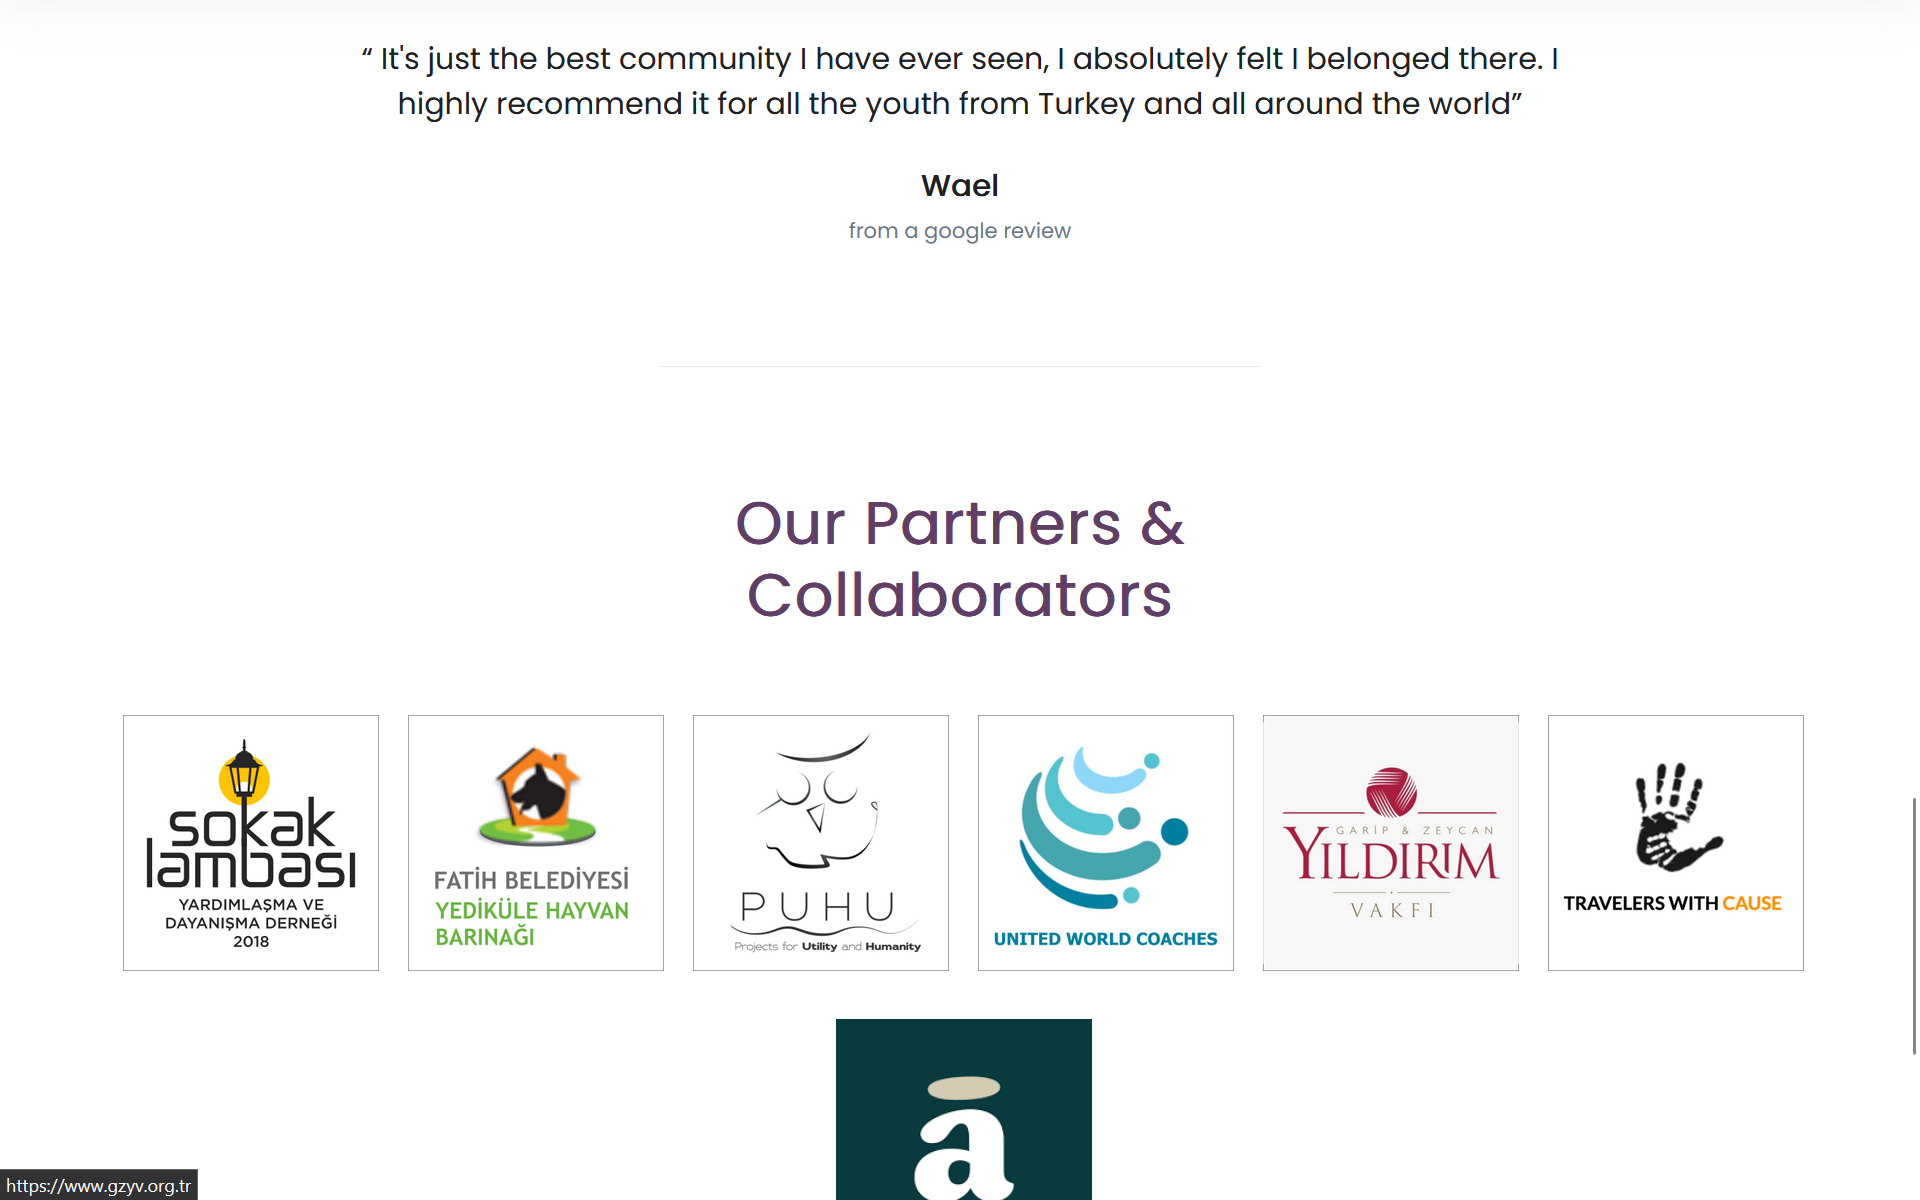 “ It's just the best community I have ever seen, I absolutely felt I belonged there. I
highly recommend it for all the youth from Turkey and all around the world”
Wael
from a google review
Our Partners &
Collaborators
sokak
lambası
YARDIMLAŞMA VE
DAYANIŞMA DERNEĞİ
2018
FATİH BELEDİYESİ
YEDİKÜLE HAYVAN
BARINAĞI
PUHU
Projects for Utility and Humanity
UNITED WORLD COACHES
GARİP & ZEYCAN
YILDIRIM
VAKFI
TRAVELERS WITH CAUSE
a
https://www.gzyv.org.tr